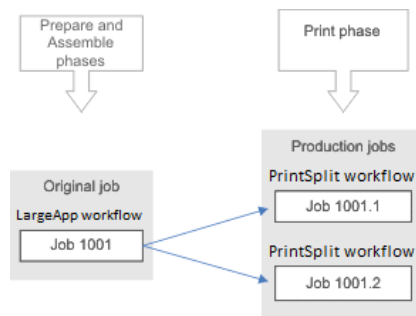 Prepare and
Assemble
phases
Print phase
Original job
LargeApp workflow
Job 1001
Production jobs
PrintSplit workflow
Job 1001.1
PrintSplit workflow
Job 1001.2